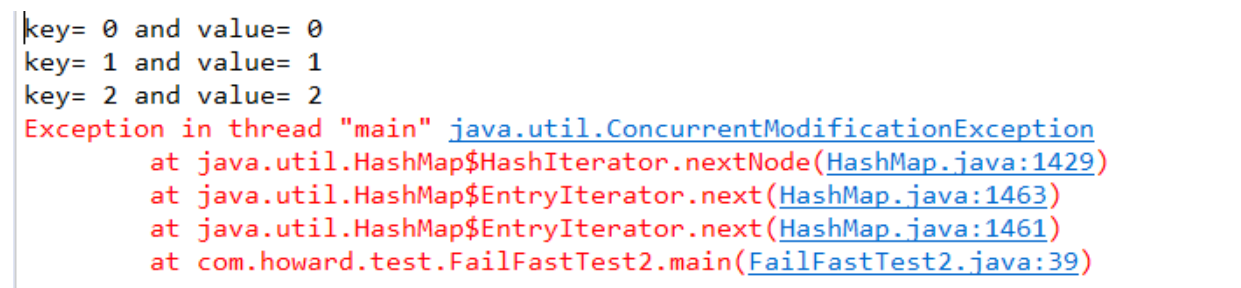 key= 0 and value= 0
key= 1 and value= 1
key= 2 and value= 2
Exception in thread "main" java.util.ConcurrentModificationException
        at java.util.HashMap$HashIterator.nextNode(HashMap.java:1429)
        at java.util.HashMap$EntryIterator.next(HashMap.java:1463)
        at java.util.HashMap$EntryIterator.next(HashMap.java:1461)
        at com.howard.test.FailFastTest2.main(FailFastTest2.java:39)